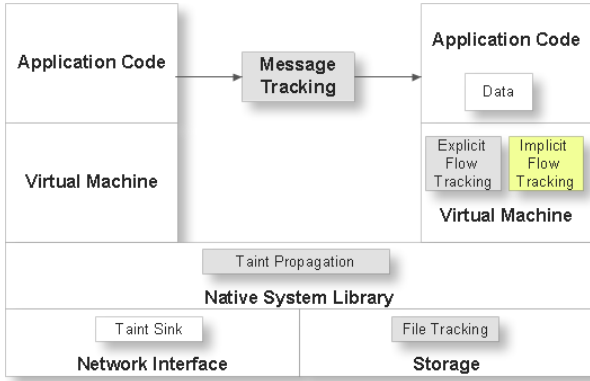 Application Code
Message
Tracking
Application Code
Data
Virtual Machine
Explicit
Flow
Tracking
Implicit
Flow
Tracking
Virtual Machine
Taint Propagation
Native System Library
Taint Sink
Network Interface
File Tracking
Storage